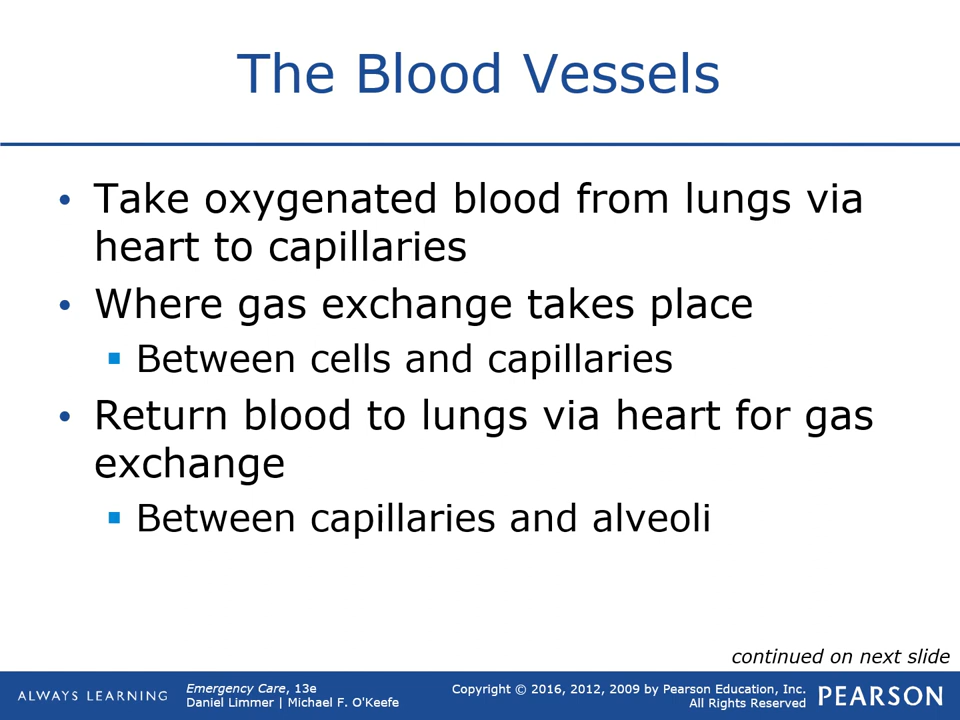 The Blood Vessels
• Take oxygenated blood from lungs via
heart to capillaries
• Where gas exchange takes place
▪ Between cells and capillaries
• Return blood to lungs via heart for gas
exchange
▪ Between capillaries and alveoli
continued on next slide
ALWAYS LEARNING
Emergency Care, 13e
Daniel Limmer | Michael F. O'Keefe
Copyright © 2016, 2012, 2009 by Pearson Education, Inc.
All Rights Reserved
PEARSON